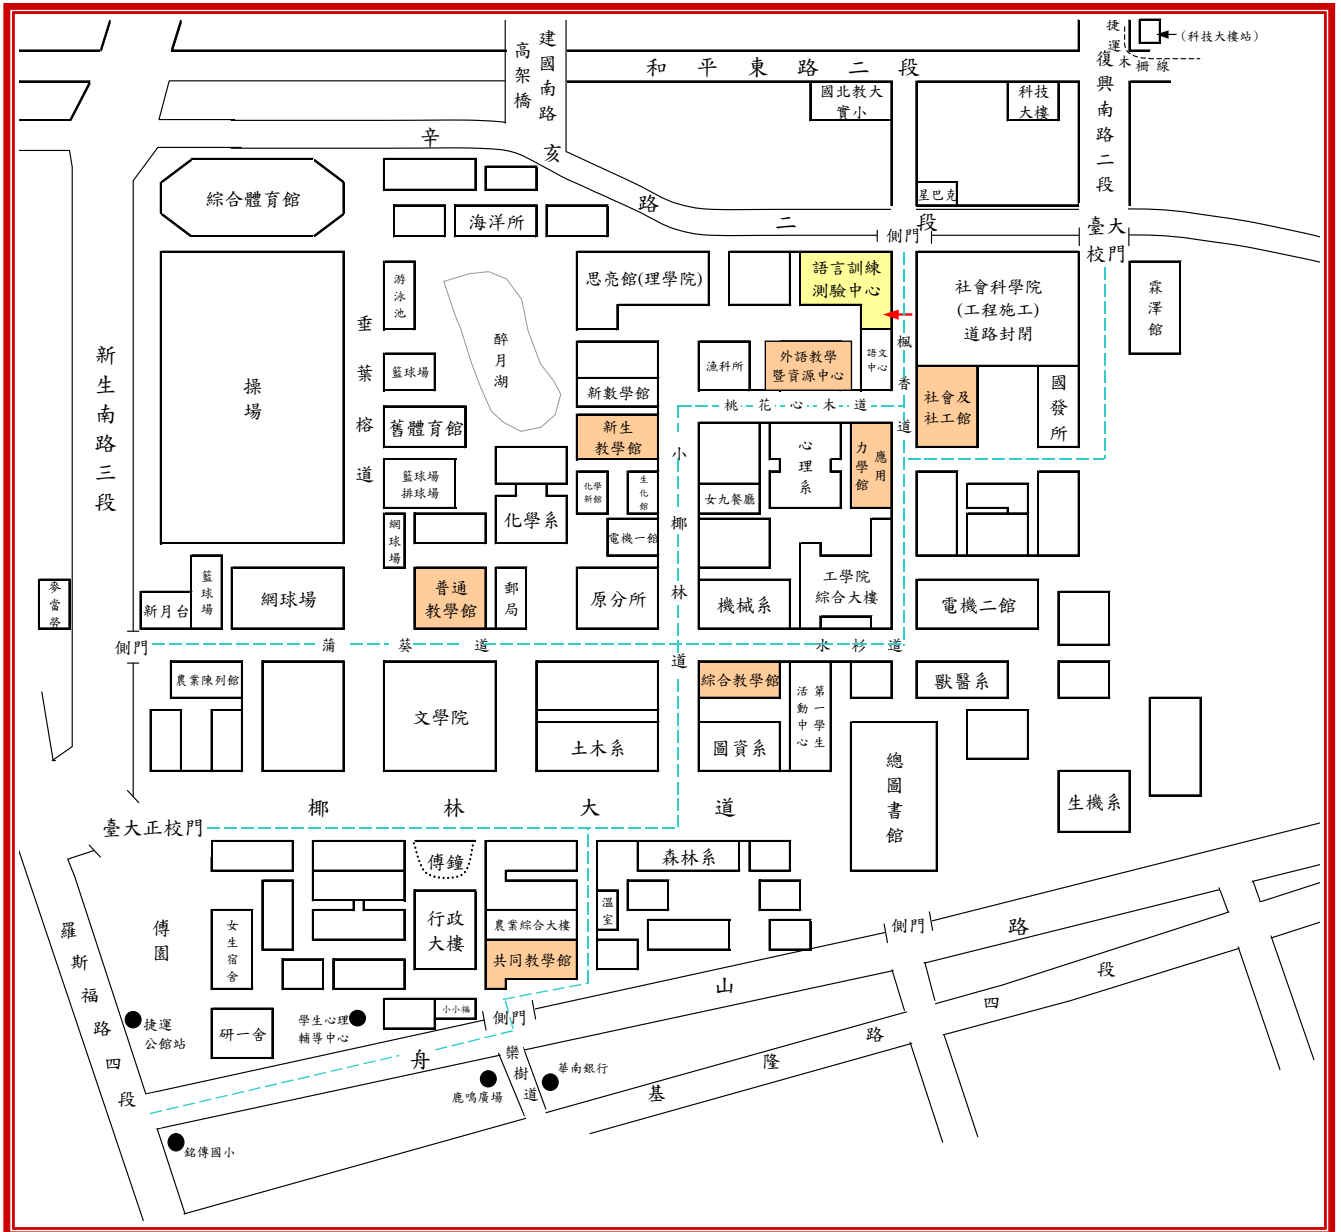 捷運
(科技大樓站)
木柵線
建國南路
高架橋
和平東路二段
復興南路二段
國北教大
實小
科技
大樓
辛亥路二段
星巴克
綜合體育館
海洋所
側門
臺大
校門
游泳池
醉月湖
思亮館(理學院)
語言訓練
測驗中心
社會科學院
(工程施工)
道路封閉
霖澤館
垂葉榕道
新生南路三段
操場
籃球場
新數學館
漁科所
外語教學
暨資源中心
語文
中心
楓香道
社會及
社工館
國發所
桃花心木道
舊體育館
新生
教學館
小椰林道
心理系
應用
力學館
籃球場
排球場
化學系
化學
新館
生化館
女九餐廳
網球場
電機一館
麥當勞
新月台
籃球場
網球場
普通
教學館
郵局
原分所
機械系
工學院
綜合大樓
電機二館
側門
蒲葵道
水杉道
農業陳列館
文學院
土木系
綜合教學館
圖資系
第一學生
活動中心
獸醫系
總圖書館
生機系
椰林大道
臺大正校門
傅鐘
森林系
行政
大樓
農業綜合大樓
共同教學館
溫室
側門
傅園
女生宿舍
羅斯福路四段
捷運
公館站
研一舍
學生心理
輔導中心
小小福
側門
舟山路
欒樹道
鹿鳴廣場
華南銀行
基隆路四段
銘傳國小